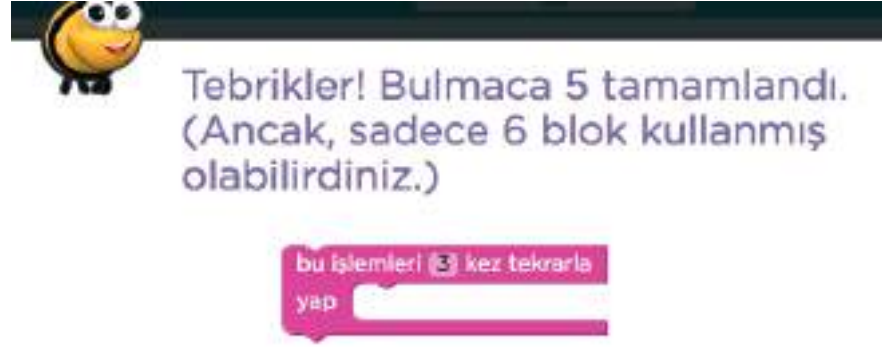 Tebrikler! Bulmaca 5 tamamlandı.
(Ancak, sadece 6 blok kullanmış
olabilirdiniz.)
bu işlemleri 3 kez tekrarla
yap